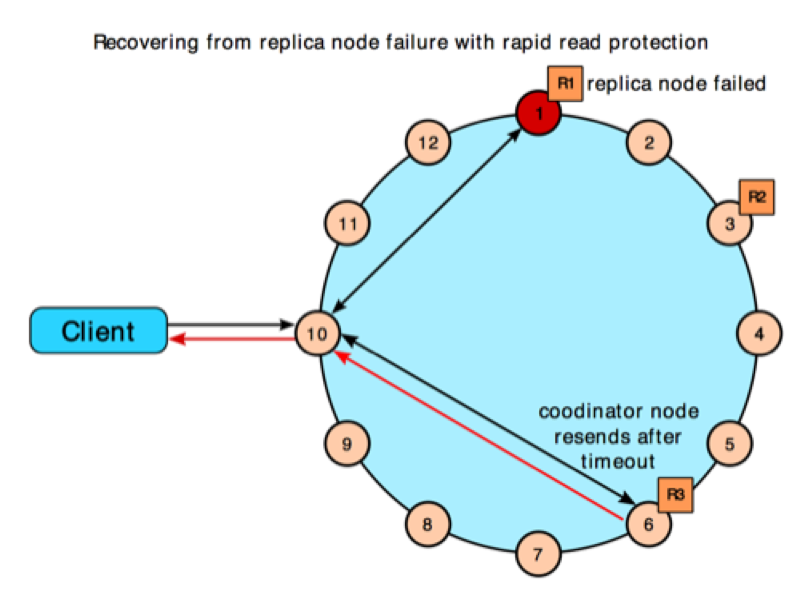 Recovering from replica node failure with rapid read protection
R1 replica node failed
1
12
2
R2
11
3
Client
10
4
coodinator node
resends after
timeout
9
5
R3
8
6
7